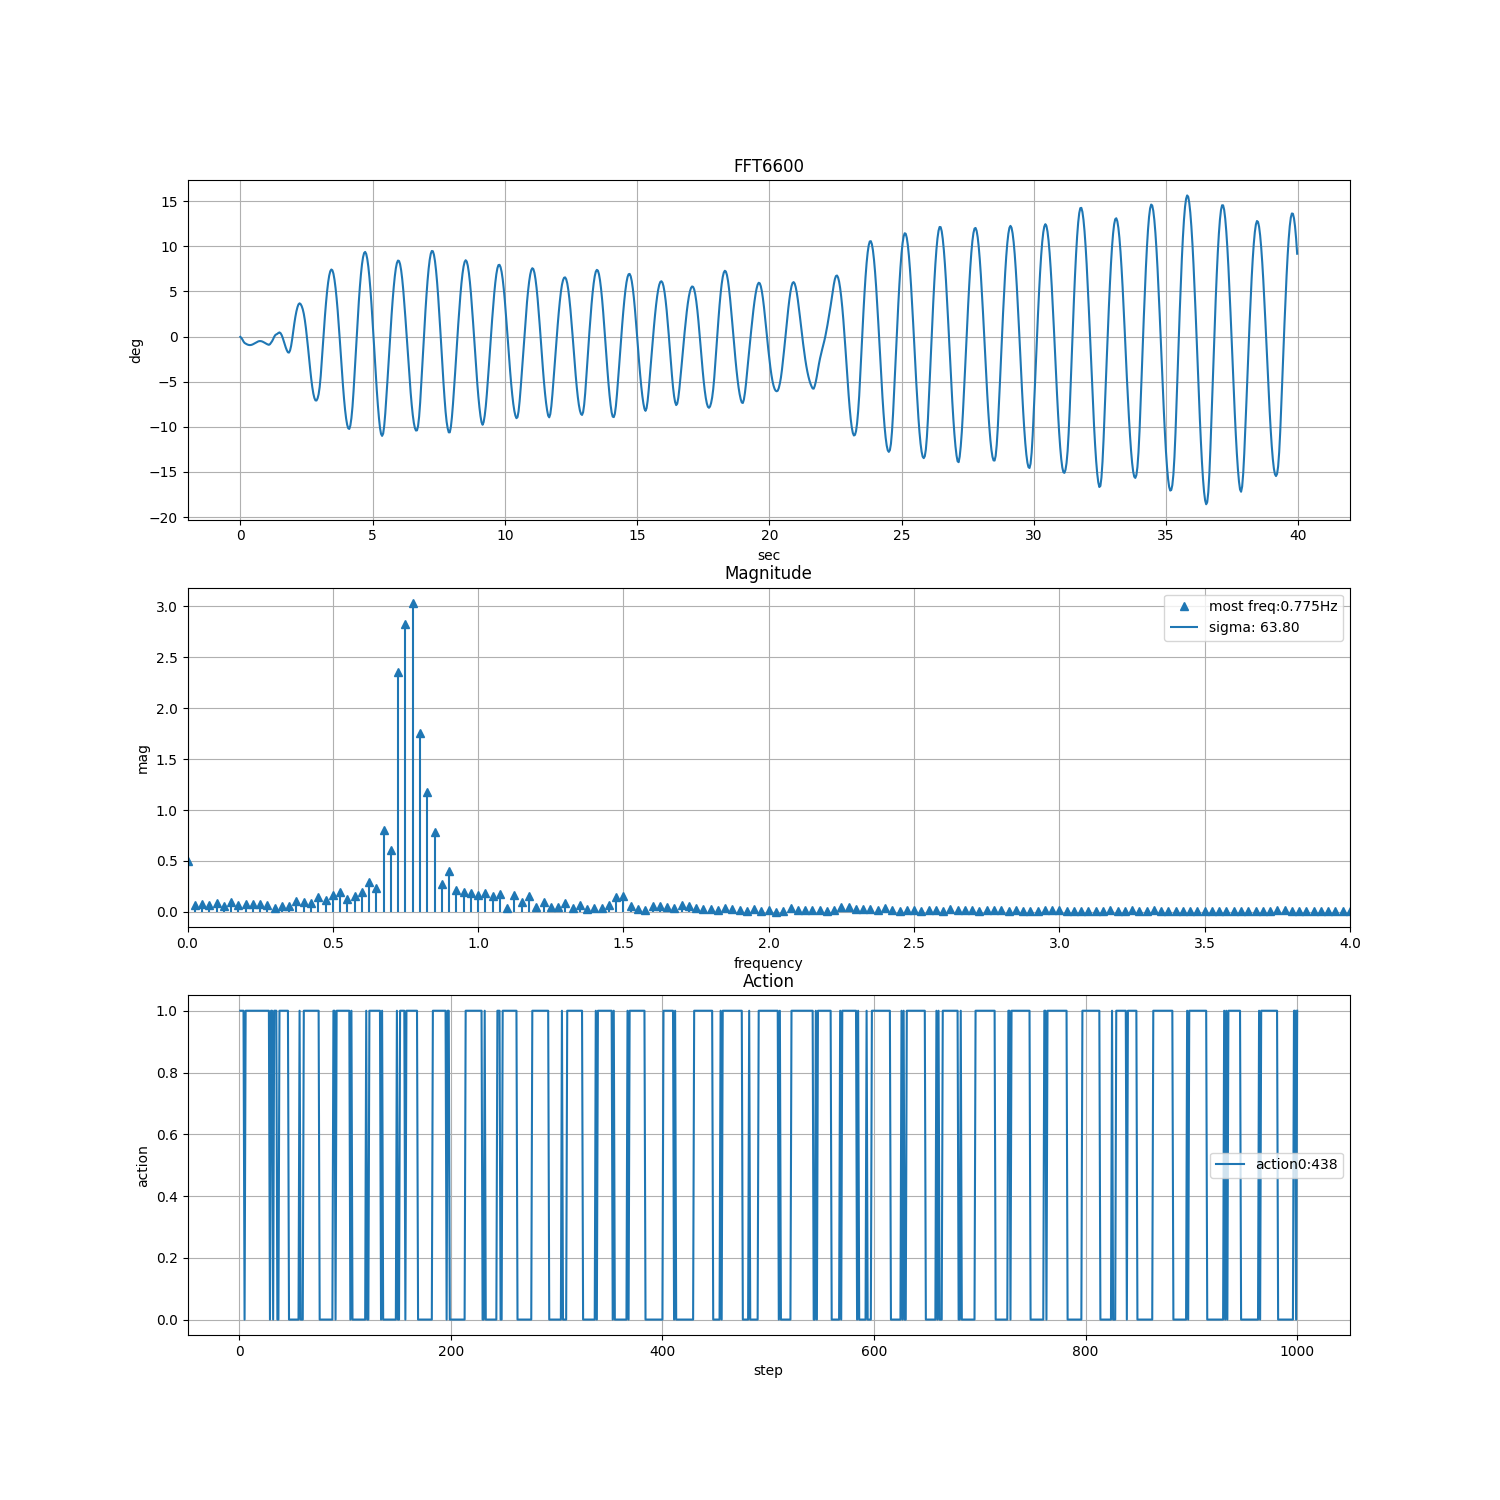 FFT6600
15
10
5
0
−5
−10
−15
−20
deg
0 5 10 15 20 25 30 35 40
sec
Magnitude
3.0
2.5
2.0
1.5
1.0
0.5
0.0
mag
most freq:0.775Hz
sigma: 63.80
0.0 0.5 1.0 1.5 2.0 2.5 3.0 3.5 4.0
frequency
Action
1.0
0.8
0.6
0.4
0.2
0.0
action
action0:438
0 200 400 600 800 1000
step